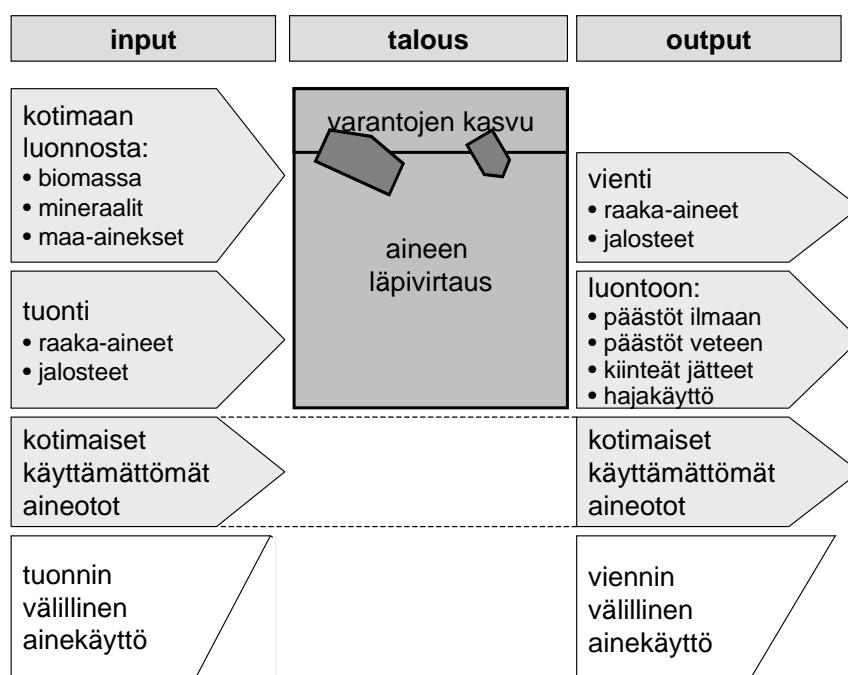 input
talous
output
kotimaan
luonnosta:
• biomassa
• mineraalit
• maa-ainekset
tuonti
• raaka-aineet
• jalosteet
kotimaiset
käyttämättömät
aineotot
tuonnin
välillinen
ainekäyttö
varantojen kasvu
aineen
läpivirtaus
vienti
• raaka-aineet
• jalosteet
luontoon:
• päästöt ilmaan
• päästöt veteen
• kiinteät jätteet
• hajakäyttö
kotimaiset
käyttämättömät
aineotot
viennin
välillinen
ainekäyttö